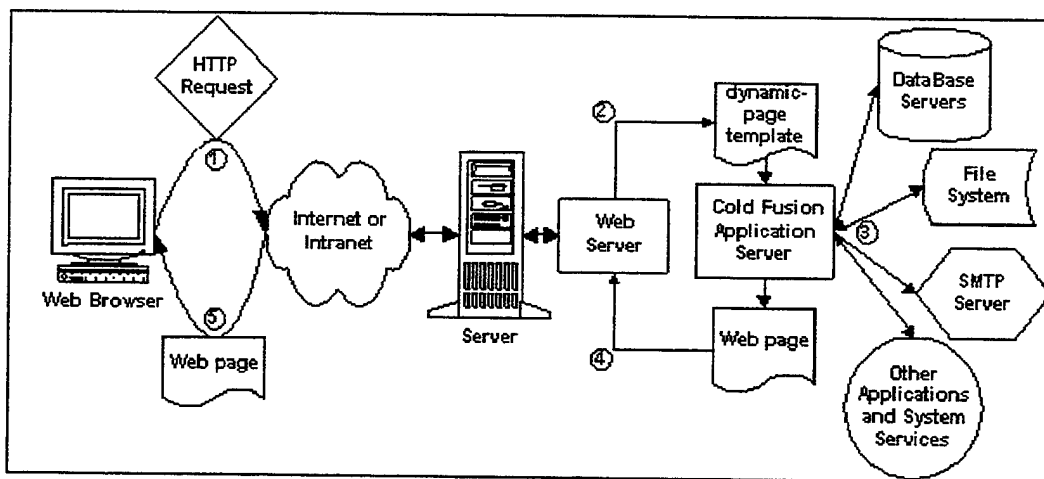 HTTP
Request
①
Web Browser
⑤
Web page
Internet or
Intranet
Server
Web
Server
②
dynamic-
page
template
Cold Fusion
Application
Server
④
Web page
③
DataBase
Servers
File
System
SMTP
Server
Other
Applications
and System
Services